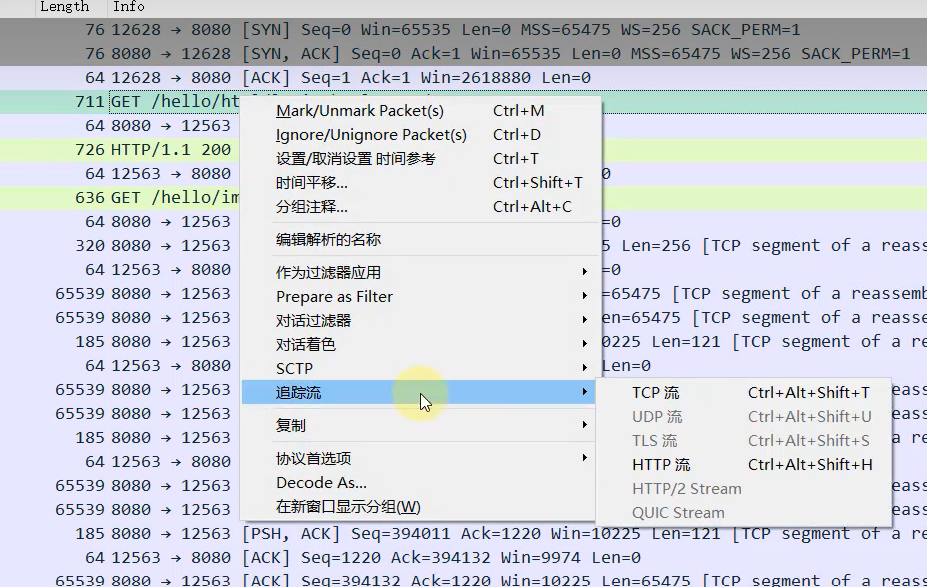 Length Info
76 12628 → 8080 [SYN] Seq=0 Win=65535 Len=0 MSS=65475 WS=256 SACK_PERM=1
76 8080 → 12628 [SYN, ACK] Seq=0 Ack=1 Win=65535 Len=0 MSS=65475 WS=256 SACK_PERM=1
64 12628 → 8080 [ACK] Seq=1 Ack=1 Win=2618880 Len=0
711 GET /hello/ht
Mark/Unmark Packet(s) Ctrl+M
64 8080 → 12563
Ignore/Unignore Packet(s) Ctrl+D
726 HTTP/1.1 200
设置/取消设置 时间参考 Ctrl+T
64 12563 → 8080 0
时间平移... Ctrl+Shift+T
636 GET /hello/im
分组注释... Ctrl+Alt+C
64 8080 → 12563 =0
编辑解析的名称
320 8080 → 12563 5 Len=256 [TCP segment of a reass
64 12563 → 8080 =0
作为过滤器应用
65539 8080 → 12563 =65475 [TCP segment of a reassemb
Prepare as Filter
65539 8080 → 12563 en=65475 [TCP segment of a reasse
对话过滤器
185 8080 → 12563 0225 Len=121 [TCP segment of a re
对话着色
64 12563 → 8080 Len=0
SCTP
65539 8080 → 12563 eass
追踪流
TCP 流 Ctrl+Alt+Shift+T
65539 8080 → 12563 eass
UDP 流 Ctrl+Alt+Shift+U
复制
185 8080 → 12563 a re
TLS 流 Ctrl+Alt+Shift+S
64 12563 → 8080
协议首选项
HTTP 流 Ctrl+Alt+Shift+H
65539 8080 → 12563 eass
Decode As...
HTTP/2 Stream
65539 8080 → 12563 eass
在新窗口显示分组(W)
QUIC Stream
185 8080 → 12563 [PSH, ACK] Seq=394011 Ack=1220 Win=10225 Len=121 [TCP segment of a re
64 12563 → 8080 [ACK] Seq=1220 Ack=394132 Win=9974 Len=0
65539 8080 → 12563 [ACK] Seq=394132 Ack=1220 Win=10225 Len=65475 [TCP segment of a reass